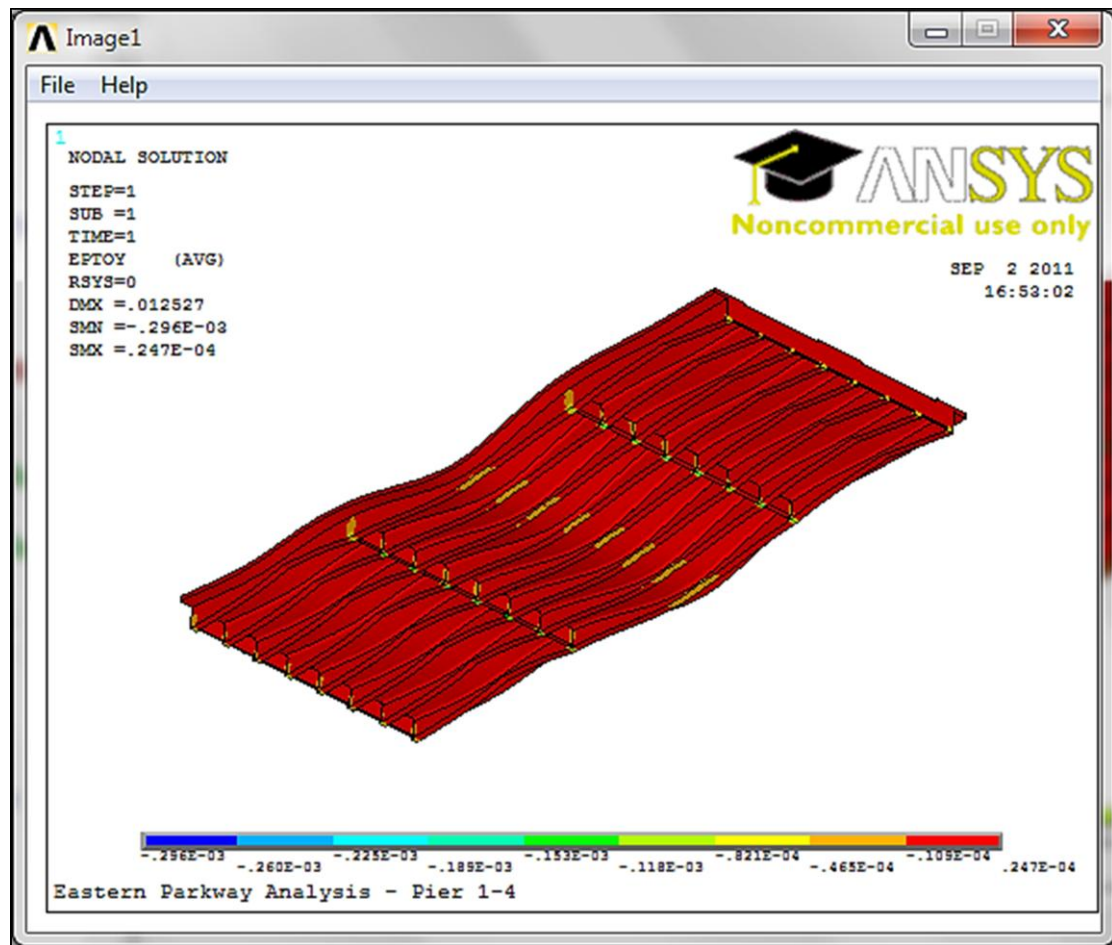 Image1
File Help
1
NODAL SOLUTION
STEP=1
SUB =1
TIME=1
EPTOY (AVG)
RSYS=0
DMX =.012527
SMN =-.296E-03
SMX =.247E-04
ANSYS
Noncommercial use only
SEP 2 2011
16:53:02
-.296E-03 -.260E-03 -.225E-03 -.189E-03 -.153E-03 -.118E-03 -.821E-04 -.465E-04 -.109E-04 .247E-04
Eastern Parkway Analysis - Pier 1-4